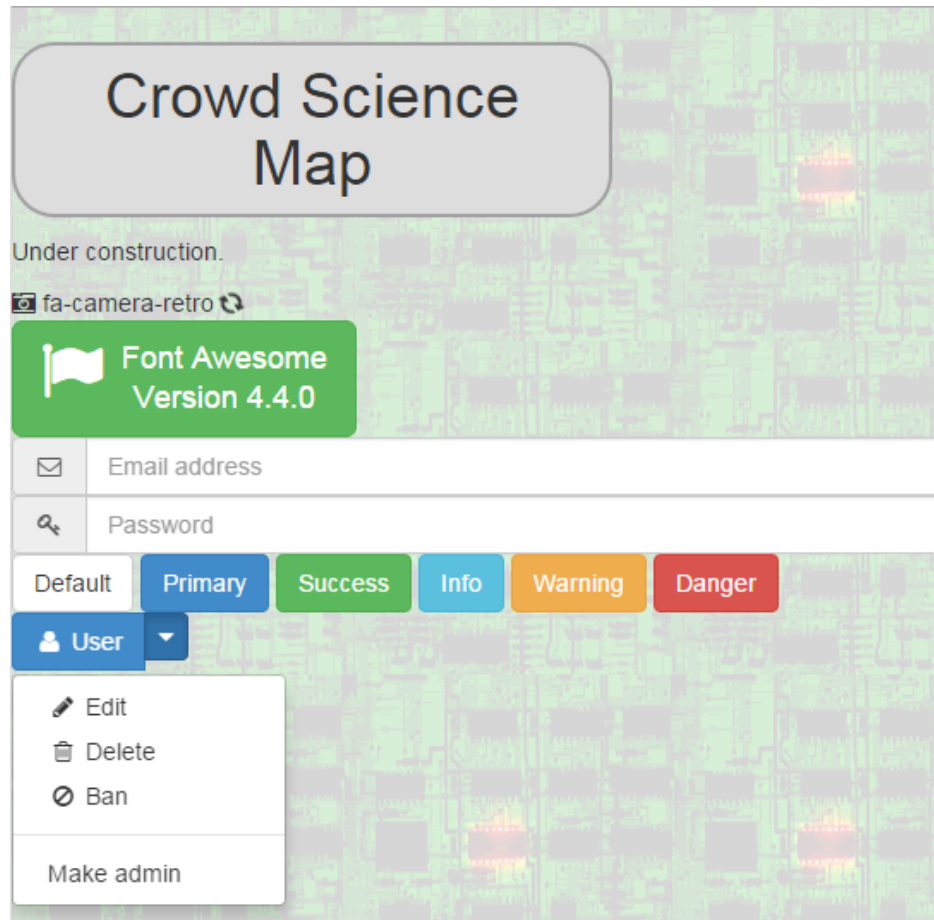 Crowd Science
Map
Under construction.
fa-camera-retro
Font Awesome
Version 4.4.0
Email address
Password
Default Primary Success Info Warning Danger
User
Edit
Delete
Ban
Make admin